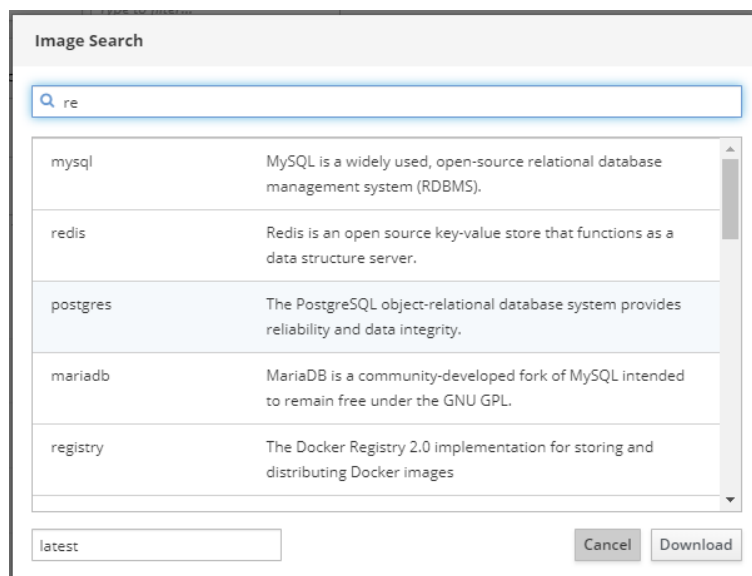 Image Search
re
mysql
MySQL is a widely used, open-source relational database
management system (RDBMS).
redis
Redis is an open source key-value store that functions as a
data structure server.
postgres
The PostgreSQL object-relational database system provides
reliability and data integrity.
mariadb
MariaDB is a community-developed fork of MySQL intended
to remain free under the GNU GPL.
registry
The Docker Registry 2.0 implementation for storing and
distributing Docker images
latest
Cancel
Download